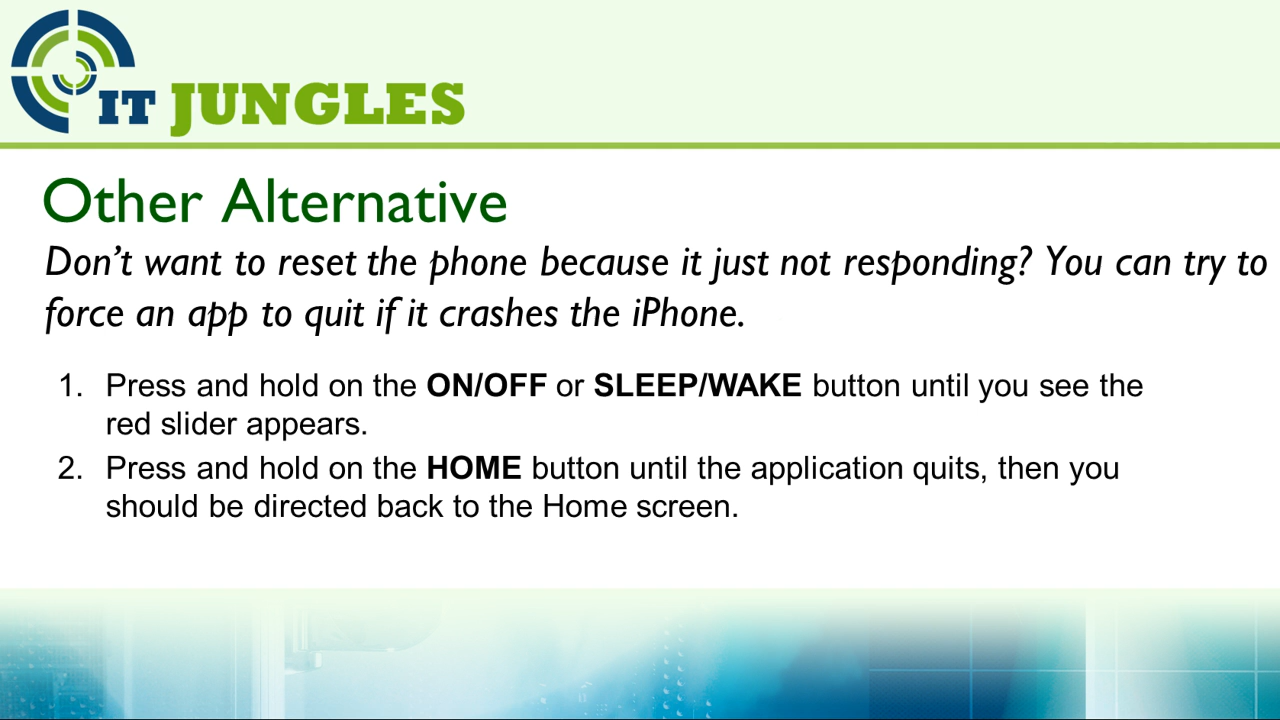 IT JUNGLES
Other Alternative
Don’t want to reset the phone because it just not responding? You can try to
force an app to quit if it crashes the iPhone.
1. Press and hold on the ON/OFF or SLEEP/WAKE button until you see the
red slider appears.
2. Press and hold on the HOME button until the application quits, then you
should be directed back to the Home screen.